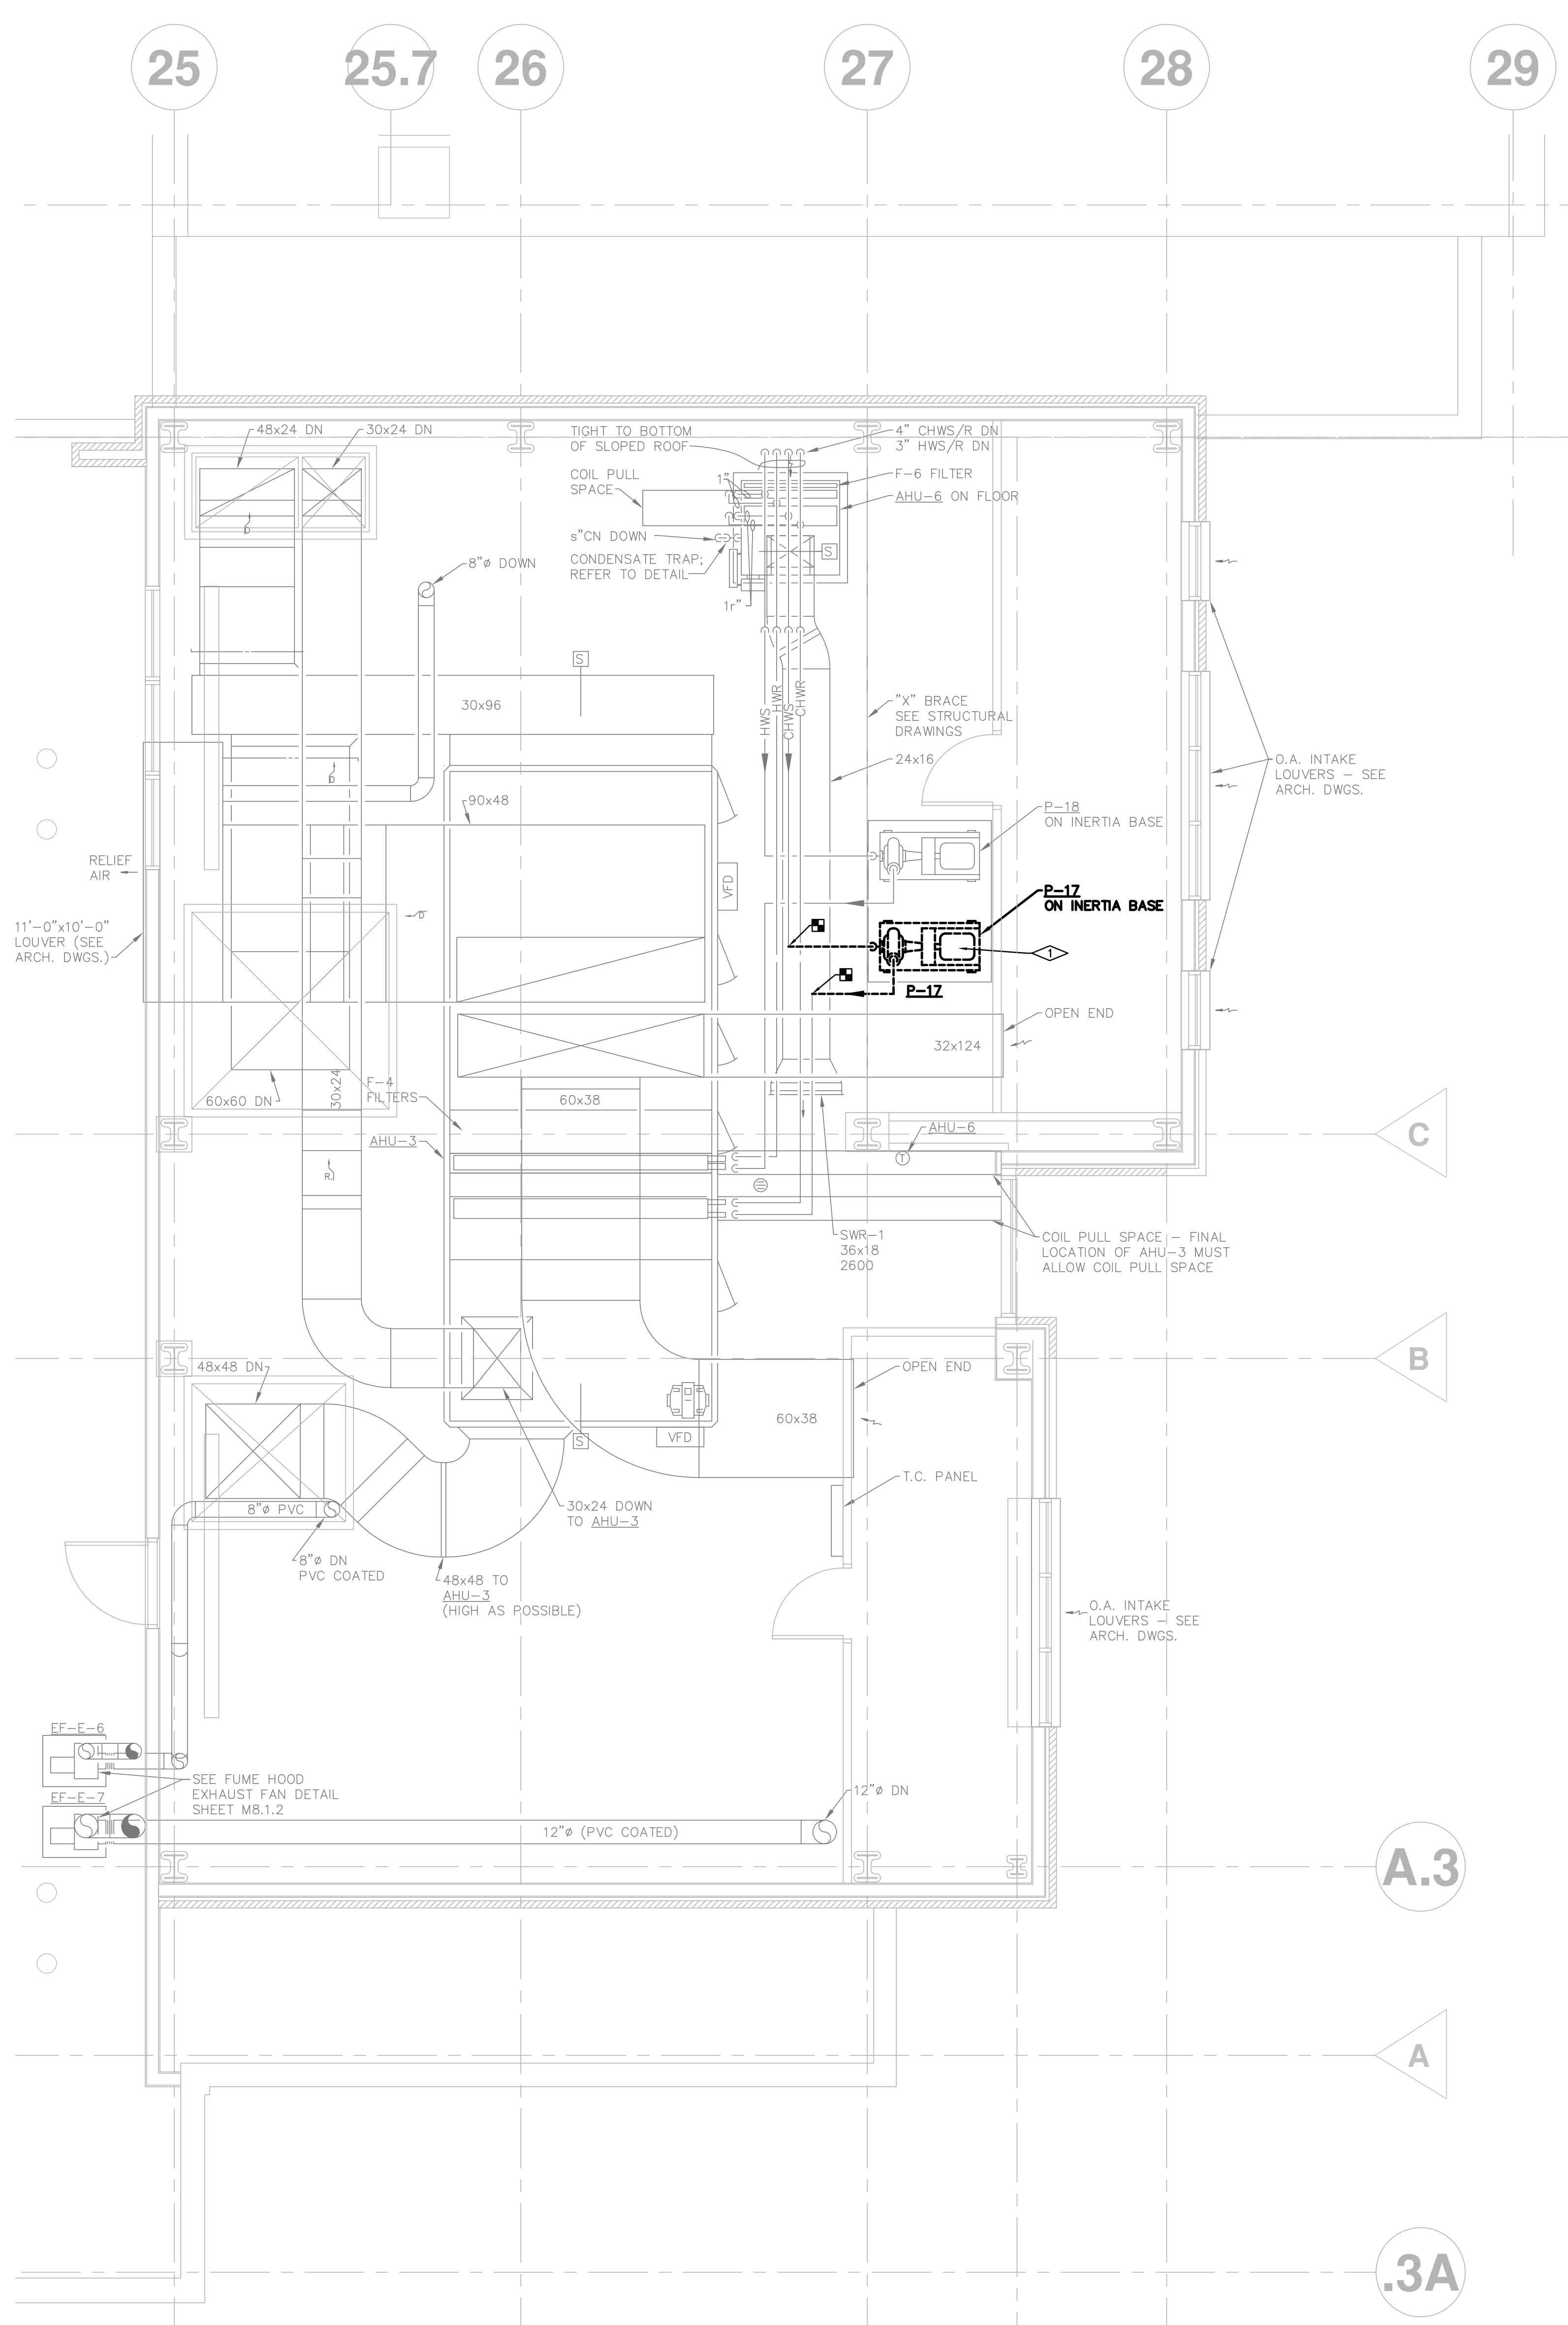 25
25.7
26
27
28
29
48x24 DN
30x24 DN
TIGHT TO BOTTOM
OF SLOPED ROOF
4" CHWS/R DN
3" HWS/R DN
COIL PULL
SPACE
1"
F-6 FILTER
AHU-6 ON FLOOR
s"CN DOWN
CONDENSATE TRAP;
REFER TO DETAIL
S
D
8"ø DOWN
1r"
S
30x96
HWS
HWR
CHWS
CHWR
"X" BRACE
SEE STRUCTURAL
DRAWINGS
24x16
O.A. INTAKE
LOUVERS – SEE
ARCH. DWGS.
D
90x48
P-18
ON INERTIA BASE
RELIEF
AIR
VFD
P-17
ON INERTIA BASE
D
11'-0"x10'-0"
LOUVER (SEE
ARCH. DWGS.)
1
P-17
OPEN END
32x124
30x24
F-4
FILTERS
60x60 DN
60x38
AHU-3
AHU-6
C
T
R
SWR-1
36x18
2600
COIL PULL SPACE – FINAL
LOCATION OF AHU-3 MUST
ALLOW COIL PULL SPACE
48x48 DN
OPEN END
B
60x38
VFD
S
T.C. PANEL
8"ø PVC
30x24 DOWN
TO AHU-3
8"ø DN
PVC COATED
48x48 TO
AHU-3
(HIGH AS POSSIBLE)
O.A. INTAKE
LOUVERS – SEE
ARCH. DWGS.
EF-E-6
SEE FUME HOOD
EXHAUST FAN DETAIL
SHEET M8.1.2
EF-E-7
12"ø DN
12"ø (PVC COATED)
A.3
A
.3A